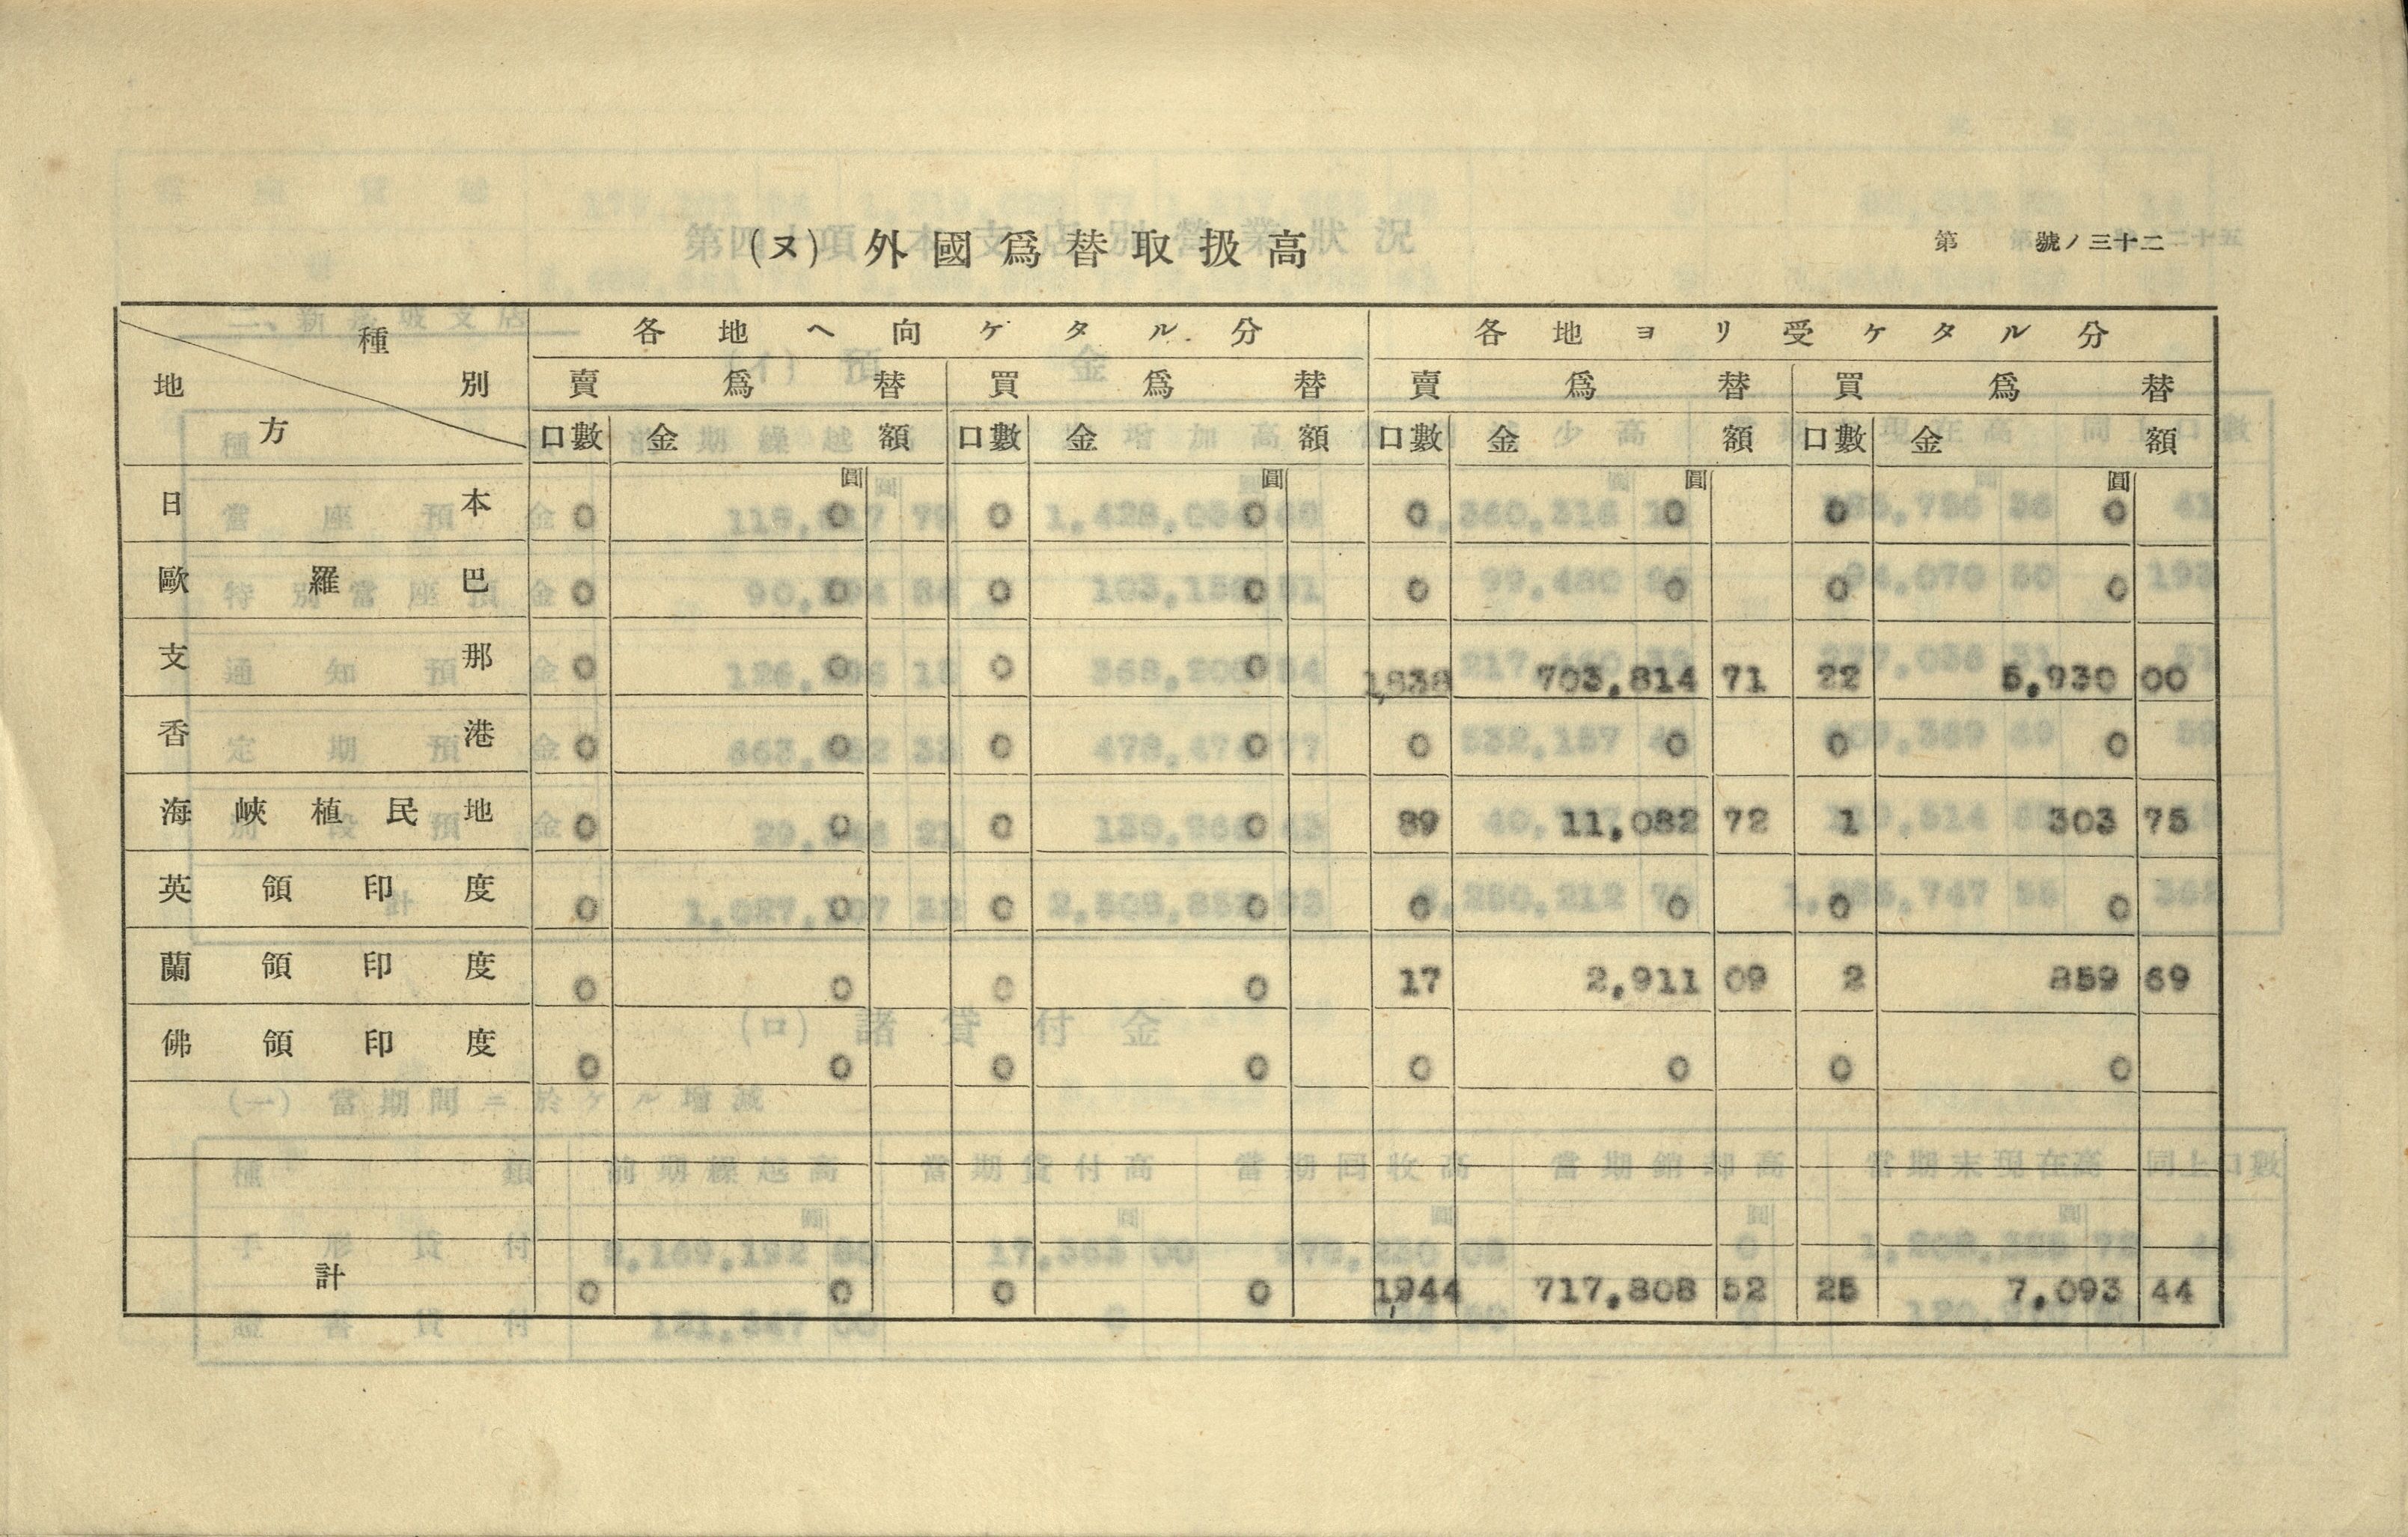 (ヌ) 外國爲替取扱高
第 號ノ三十二
種別 地方 各地ヘ向ケタル分 各地ヨリ受ケタル分
賣爲替 買爲替 賣爲替 買爲替
口數 金額 口數 金額 口數 金額 口數 金額
圓 圓 圓 圓
日本 0 0 0 0 0 0 0 0
歐羅巴 0 0 0 0 0 0 0 0
支那 0 0 0 0 1,838 703,814 71 22 5,930 00
香港 0 0 0 0 0 0 0 0
海峽植民地 0 0 0 0 89 11,082 72 1 303 75
英領印度 0 0 0 0 0 0 0 0
蘭領印度 0 0 0 0 17 2,911 09 2 859 69
佛領印度 0 0 0 0 0 0 0 0
計 0 0 0 0 1,944 717,808 52 25 7,093 44